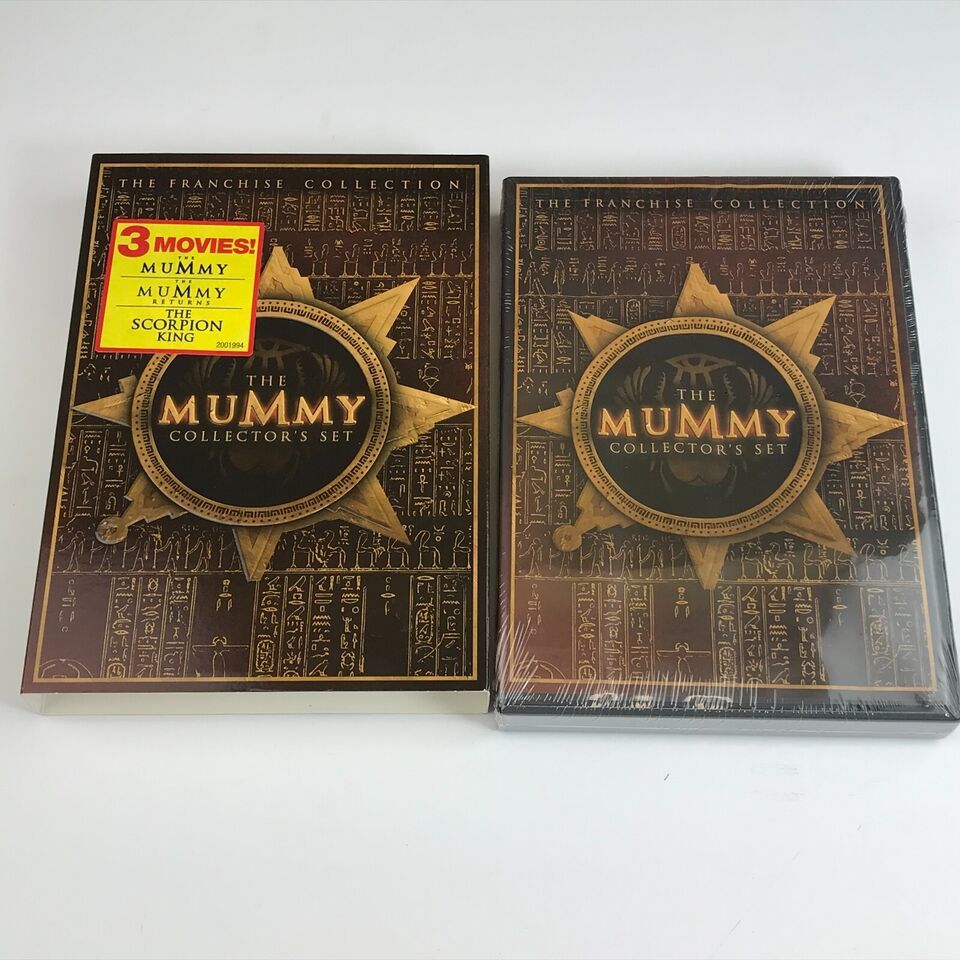 THE FRANCHISE COLLECTION
3 MOVIES!
THE
MUMMY
THE
MUMMY
RETURNS
THE
SCORPION
KING
2001994
THE
MUMMY
COLLECTOR'S SET
THE FRANCHISE COLLECTION
THE
MUMMY
COLLECTOR'S SET